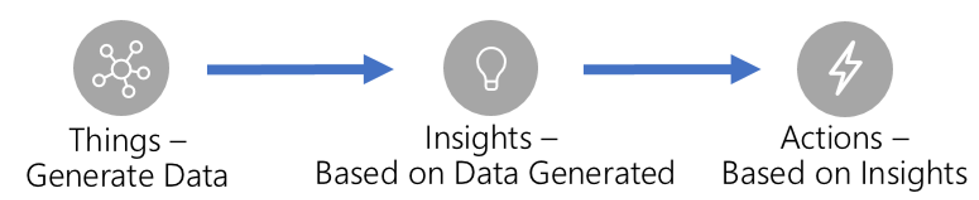 Things –
Generate Data
Insights –
Based on Data Generated
Actions –
Based on Insights